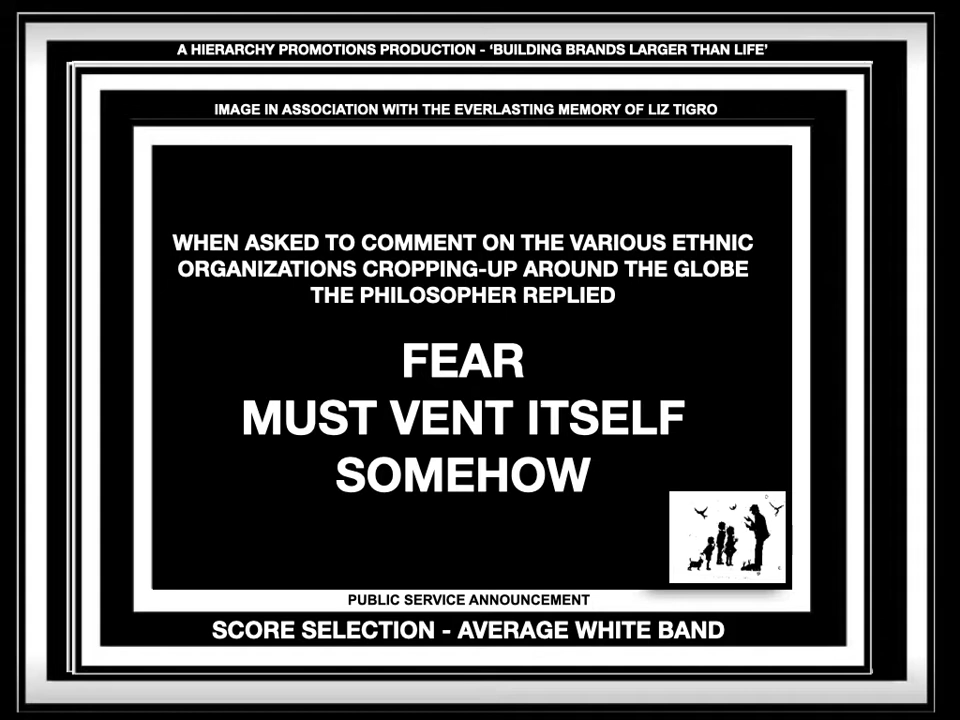 A HIERARCHY PROMOTIONS PRODUCTION - ‘BUILDING BRANDS LARGER THAN LIFE’
IMAGE IN ASSOCIATION WITH THE EVERLASTING MEMORY OF LIZ TIGRO
WHEN ASKED TO COMMENT ON THE VARIOUS ETHNIC
ORGANIZATIONS CROPPING-UP AROUND THE GLOBE
THE PHILOSOPHER REPLIED
FEAR
MUST VENT ITSELF
SOMEHOW
PUBLIC SERVICE ANNOUNCEMENT
SCORE SELECTION - AVERAGE WHITE BAND